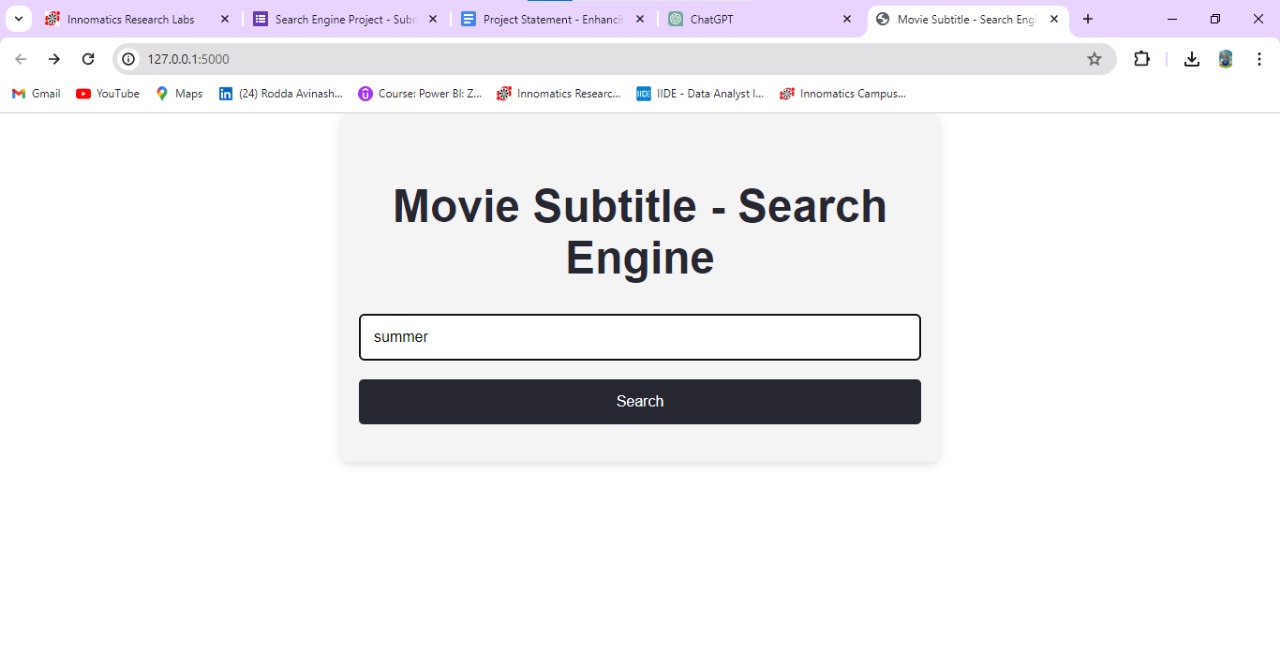 Innomatics Research Labs
Search Engine Project - Subm
Project Statement - Enhancin
ChatGPT
Movie Subtitle - Search Engi
127.0.0.1:5000
Gmail
YouTube
Maps
(24) Rodda Avinash...
Course: Power BI: Z...
Innomatics Researc...
IIDE - Data Analyst I...
Innomatics Campus...
Movie Subtitle - Search
Engine
summer
Search